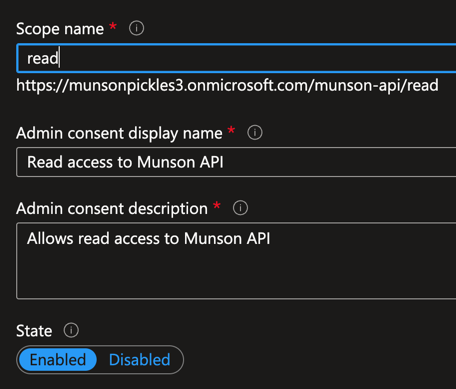 Scope name *
read
https://munsonpickles3.onmicrosoft.com/munson-api/read
Admin consent display name *
Read access to Munson API
Admin consent description *
Allows read access to Munson API
State
Enabled Disabled